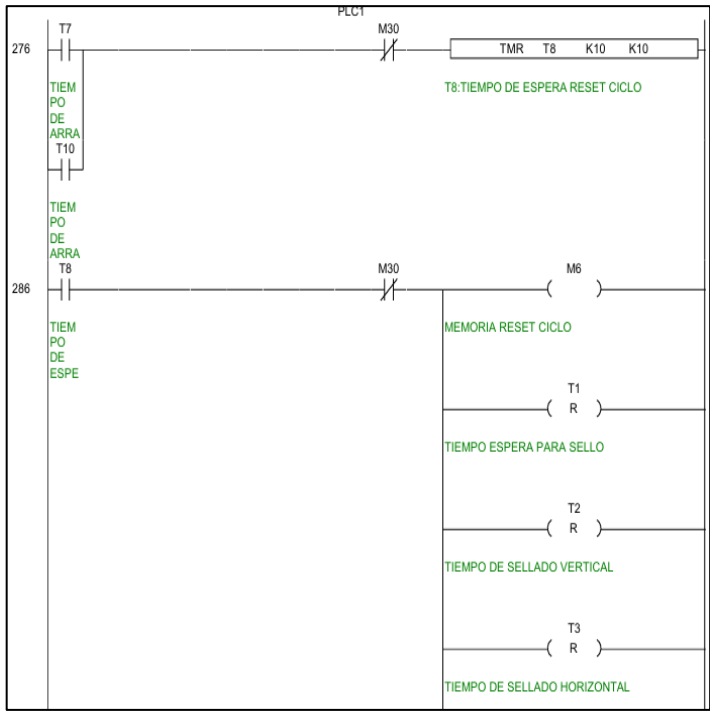 PLC1
T7
M30
276
TMR T8 K10 K10
TIEM
PO
DE
ARRA
T8:TIEMPO DE ESPERA RESET CICLO
T10
TIEM
PO
DE
ARRA
T8
M30
M6
286
TIEM
PO
DE
ESPE
MEMORIA RESET CICLO
T1
R
TIEMPO ESPERA PARA SELLO
T2
R
TIEMPO DE SELLADO VERTICAL
T3
R
TIEMPO DE SELLADO HORIZONTAL